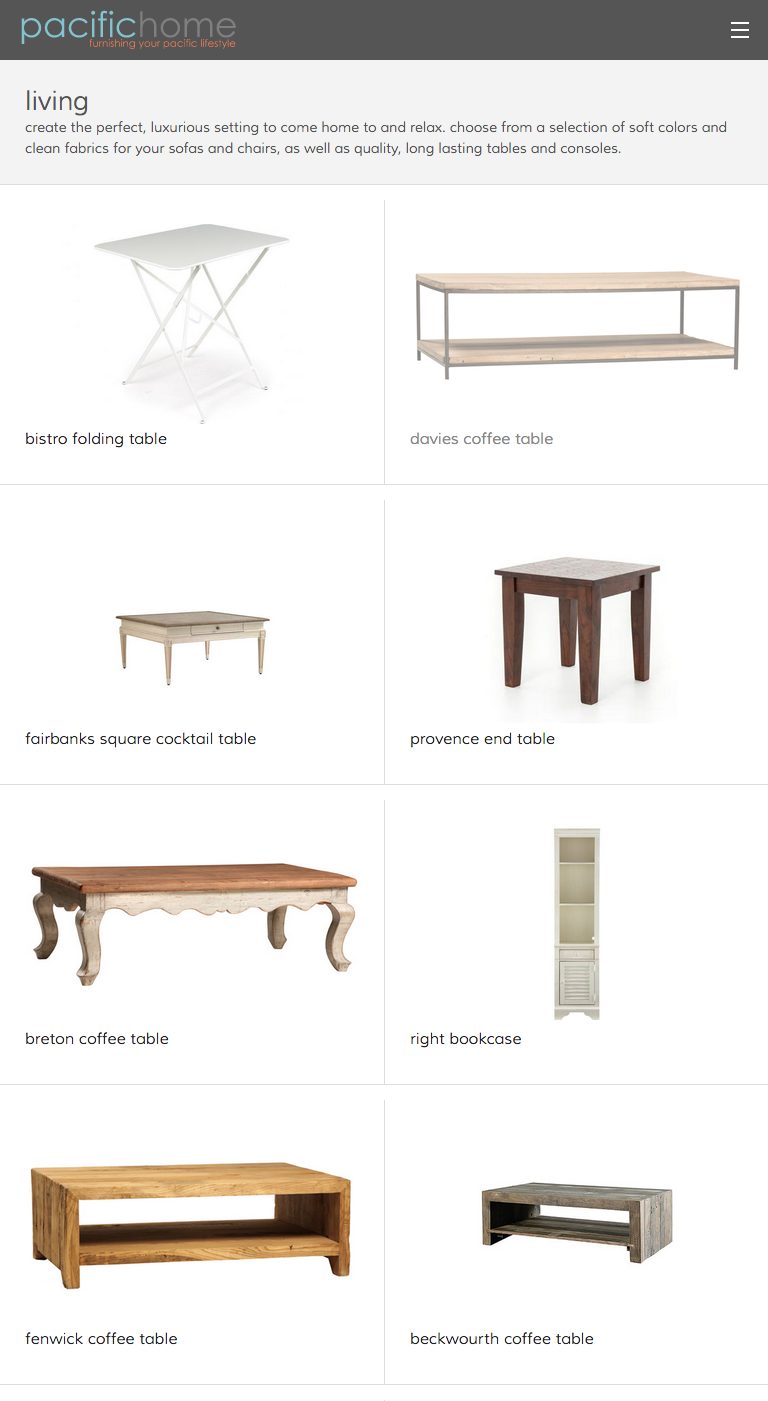 pacifichome
furnishing your pacific lifestyle
living
create the perfect, luxurious setting to come home to and relax. choose from a selection of soft colors and
clean fabrics for your sofas and chairs, as well as quality, long lasting tables and consoles.
bistro folding table
davies coffee table
fairbanks square cocktail table
provence end table
breton coffee table
right bookcase
fenwick coffee table
beckwourth coffee table